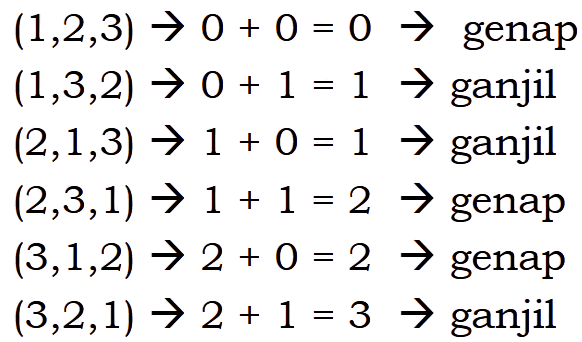 (1,2,3) → 0 + 0 = 0 → genap
(1,3,2) → 0 + 1 = 1 → ganjil
(2,1,3) → 1 + 0 = 1 → ganjil
(2,3,1) → 1 + 1 = 2 → genap
(3,1,2) → 2 + 0 = 2 → genap
(3,2,1) → 2 + 1 = 3 → ganjil